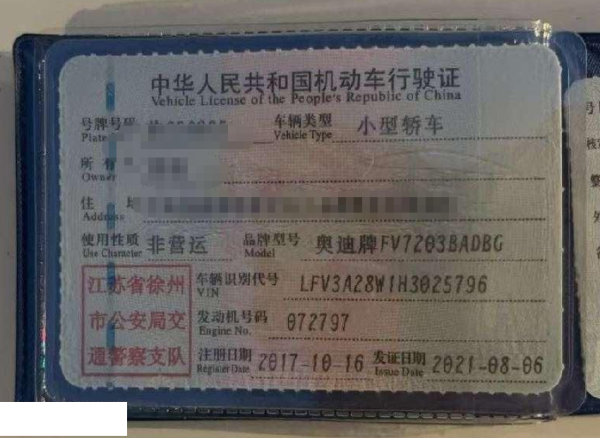 中华人民共和国机动车行驶证
Vehicle License of the People's Republic of China
号牌号码 车辆类型 小型轿车
Plate Vehicle Type
所有
Owner
住 址
Address
使用性质 非营运 品牌型号 奥迪牌FV7203BADBG
Use Character Model
江苏省徐州 车辆识别代号 LFV3A28W1H3025796
VIN
市公安局交 发动机号码 072797
Engine No.
通警察支队 注册日期 2017-10-16 发证日期 2021-08-06
Register Date Issue Date